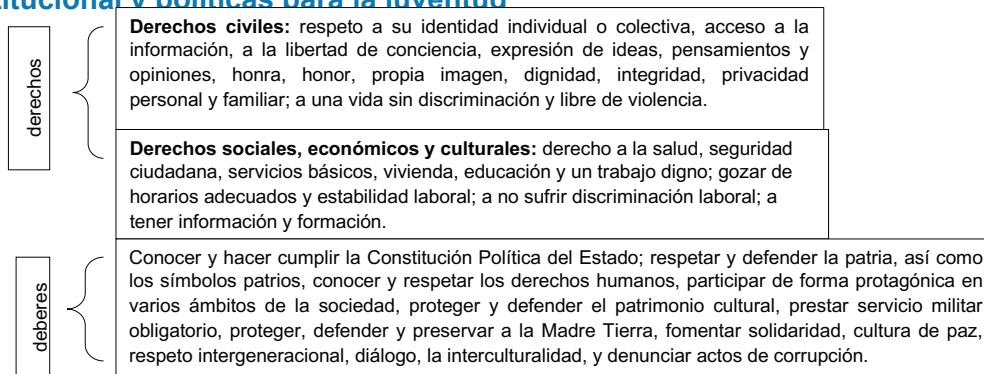 titucional y políticas para la juventud
derechos
Derechos civiles: respeto a su identidad individual o colectiva, acceso a la
información, a la libertad de conciencia, expresión de ideas, pensamientos y
opiniones, honra, honor, propia imagen, dignidad, integridad, privacidad
personal y familiar; a una vida sin discriminación y libre de violencia.
Derechos sociales, económicos y culturales: derecho a la salud, seguridad
ciudadana, servicios básicos, vivienda, educación y un trabajo digno; gozar de
horarios adecuados y estabilidad laboral; a no sufrir discriminación laboral; a
tener información y formación.
deberes
Conocer y hacer cumplir la Constitución Política del Estado; respetar y defender la patria, así como
los símbolos patrios, conocer y respetar los derechos humanos, participar de forma protagónica en
varios ámbitos de la sociedad, proteger y defender el patrimonio cultural, prestar servicio militar
obligatorio, proteger, defender y preservar a la Madre Tierra, fomentar solidaridad, cultura de paz,
respeto intergeneracional, diálogo, la interculturalidad, y denunciar actos de corrupción.